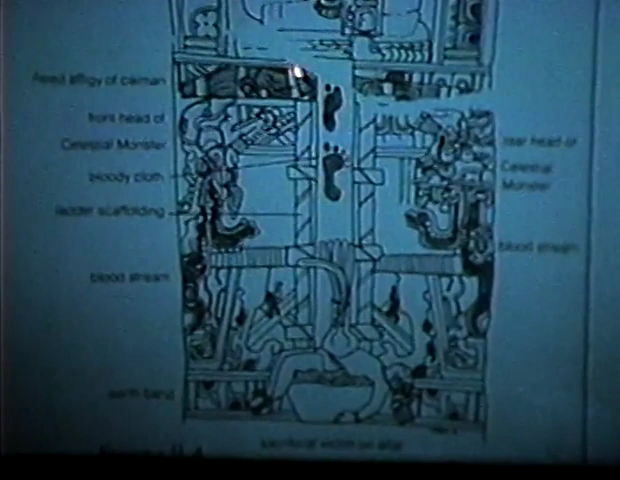 reed effigy of caiman
front head of
Celestial Monster
bloody cloth
ladder scaffolding
blood stream
earth band
rear head of
Celestial
Monster
blood stream
sacrificial victim on altar